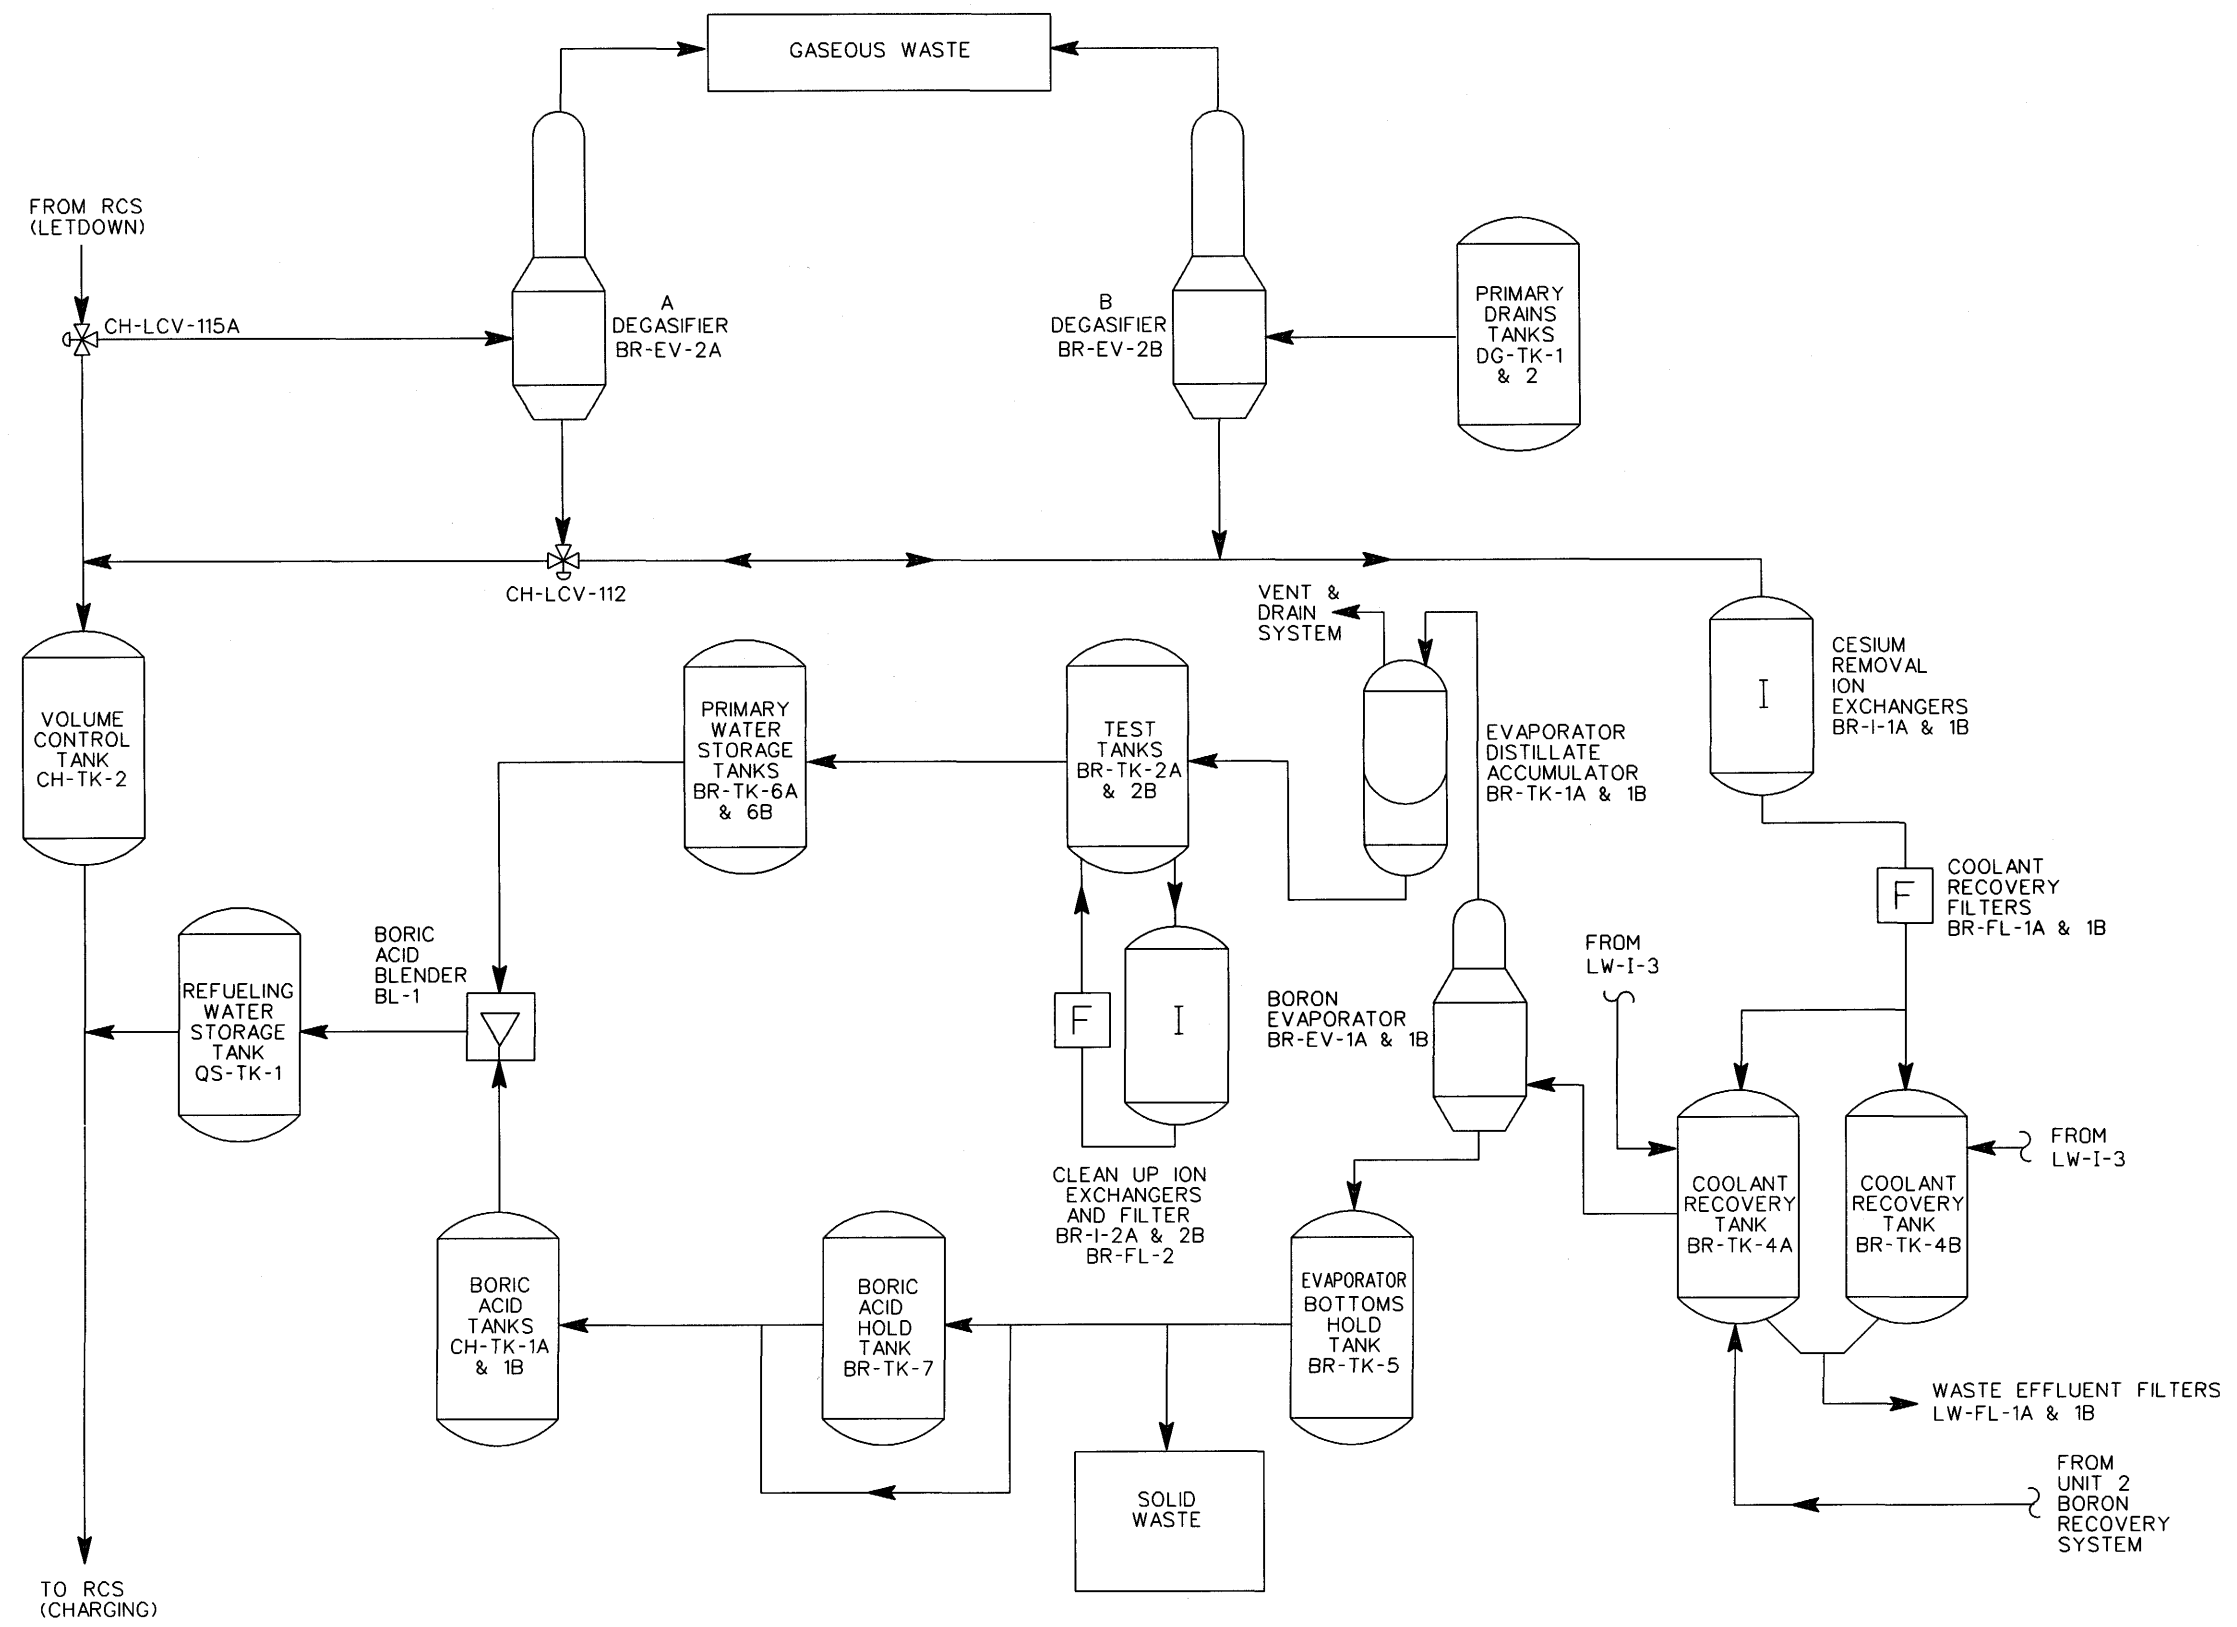 GASEOUS WASTE
FROM RCS
(LETDOWN)
CH-LCV-115A
A
DEGASIFIER
BR-EV-2A
B
DEGASIFIER
BR-EV-2B
PRIMARY
DRAINS
TANKS
DG-TK-1
& 2
CH-LCV-112
VENT &
DRAIN
SYSTEM
VOLUME
CONTROL
TANK
CH-TK-2
PRIMARY
WATER
STORAGE
TANKS
BR-TK-6A
& 6B
TEST
TANKS
BR-TK-2A
& 2B
EVAPORATOR
DISTILLATE
ACCUMULATOR
BR-TK-1A & 1B
I
CESIUM
REMOVAL
ION
EXCHANGERS
BR-I-1A & 1B
F
COOLANT
RECOVERY
FILTERS
BR-FL-1A & 1B
REFUELING
WATER
STORAGE
TANK
QS-TK-1
BORIC
ACID
BLENDER
BL-1
F
I
BORON
EVAPORATOR
BR-EV-1A & 1B
FROM
LW-I-3
CLEAN UP ION
EXCHANGERS
AND FILTER
BR-I-2A & 2B
BR-FL-2
COOLANT
RECOVERY
TANK
BR-TK-4A
COOLANT
RECOVERY
TANK
BR-TK-4B
FROM
LW-I-3
BORIC
ACID
TANKS
CH-TK-1A
& 1B
BORIC
ACID
HOLD
TANK
BR-TK-7
EVAPORATOR
BOTTOMS
HOLD
TANK
BR-TK-5
WASTE EFFLUENT FILTERS
LW-FL-1A & 1B
SOLID
WASTE
FROM
UNIT 2
BORON
RECOVERY
SYSTEM
TO RCS
(CHARGING)